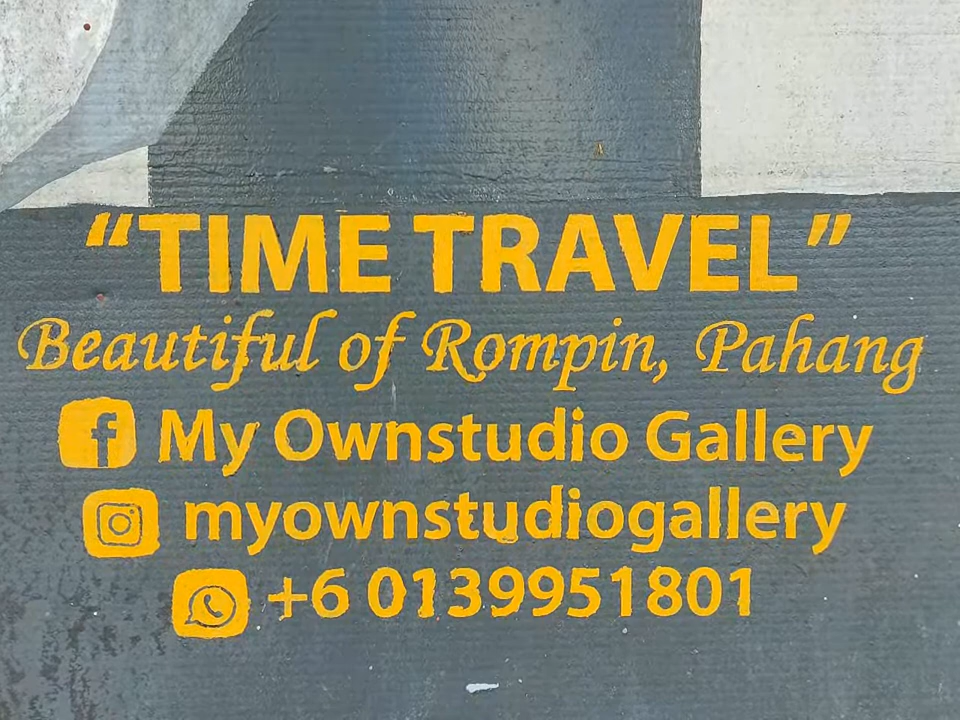 “TIME TRAVEL”
Beautiful of Rompin, Pahang
My Ownstudio Gallery
myownstudiogallery
+6 0139951801